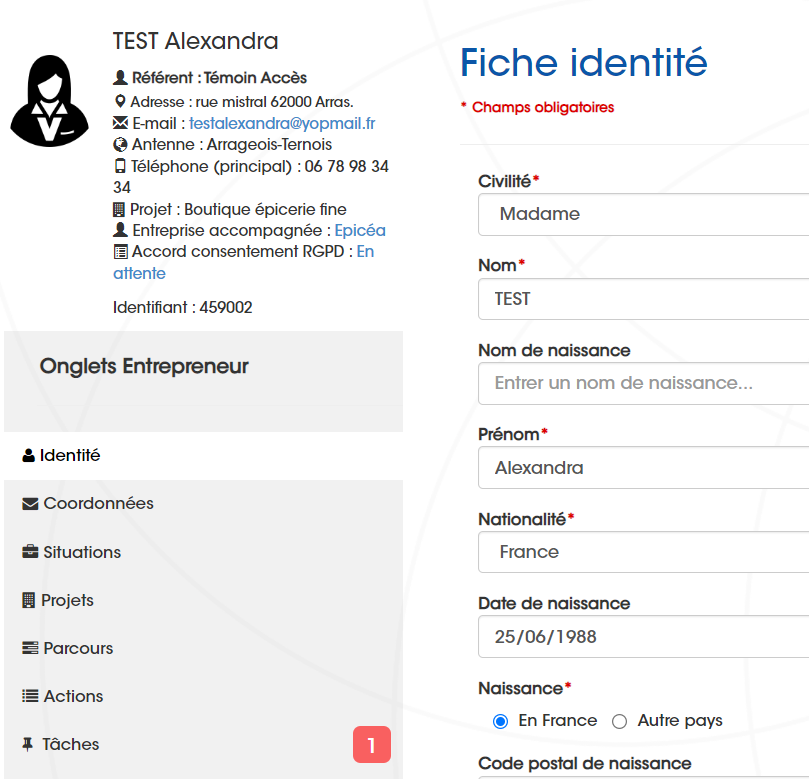 TEST Alexandra
Référent : Témoin Accès
Adresse : rue mistral 62000 Arras.
E-mail : testalexandra@yopmail.fr
Antenne : Arrageois-Ternois
Téléphone (principal) : 06 78 98 34
34
Projet : Boutique épicerie fine
Entreprise accompagnée : Epicéa
Accord consentement RGPD : En
attente
Identifiant : 459002
Onglets Entrepreneur
Identité
Coordonnées
Situations
Projets
Parcours
Actions
Tâches 1
Fiche identité
* Champs obligatoires
Civilité*
Madame
Nom*
TEST
Nom de naissance
Entrer un nom de naissance...
Prénom*
Alexandra
Nationalité*
France
Date de naissance
25/06/1988
Naissance*
En France Autre pays
Code postal de naissance